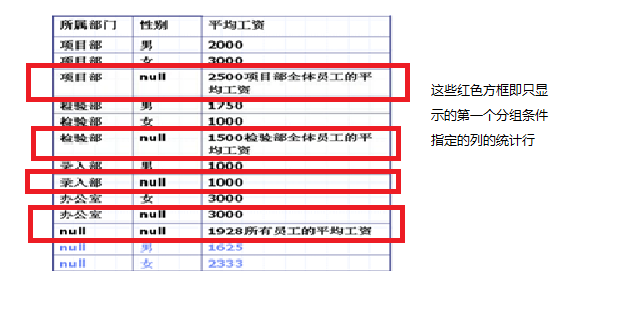 所属部门 性别 平均工资
项目部 男 2000
项目部 女 3000
项目部 null 2500项目部全体员工的平
均工资
检验部 男 1750
检验部 女 1000
检验部 null 1500检验部全体员工的平
均工资
录入部 男 1000
录入部 null 1000
办公室 女 3000
办公室 null 3000
null null 1928所有员工的平均工资
null 男 1625
null 女 2333
这些红色方框即只显
示的第一个分组条件
指定的列的统计行